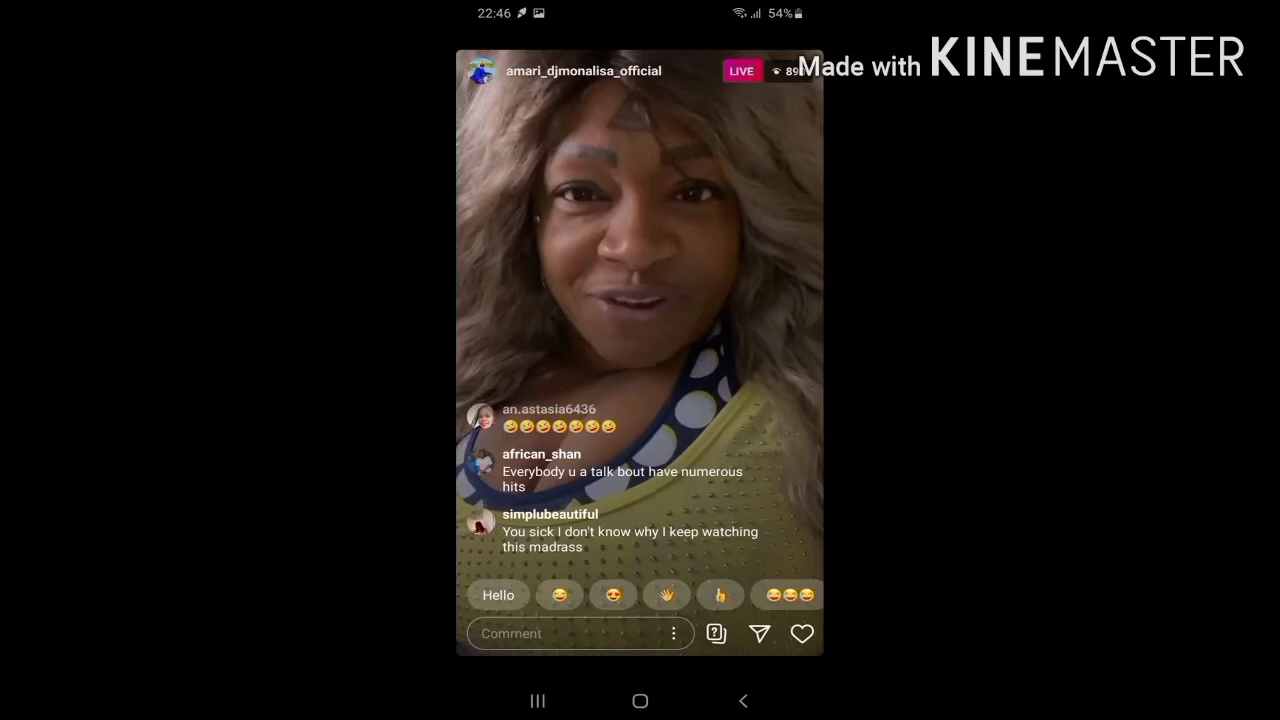 22:46
54%
Made with KINEMASTER
amari_djmonalisa_official
LIVE
an.astasia6436
🤣🤣🤣🤣🤣🤣🤣
african_shan
Everybody u a talk bout have numerous
hits
simplubeautiful
You sick I don't know why I keep watching
this madrass
Hello
😂
😍
👋
👆
😂😂😂
Comment